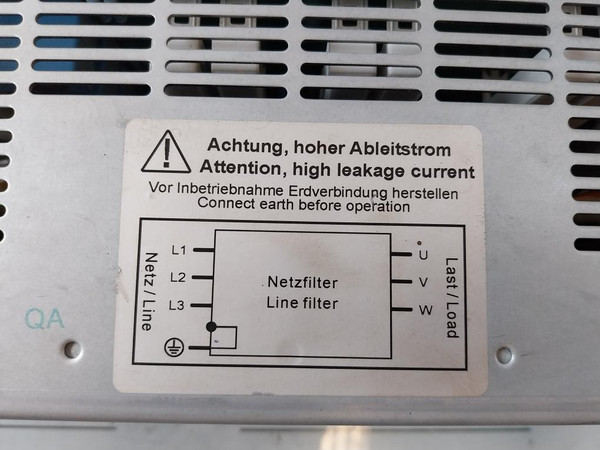 Achtung, hoher Ableitstrom
Attention, high leakage current
Vor Inbetriebnahme Erdverbindung herstellen
Connect earth before operation
Netz / Line
L1
L2
L3
Netzfilter
Line filter
U
V
W
Last / Load
QA